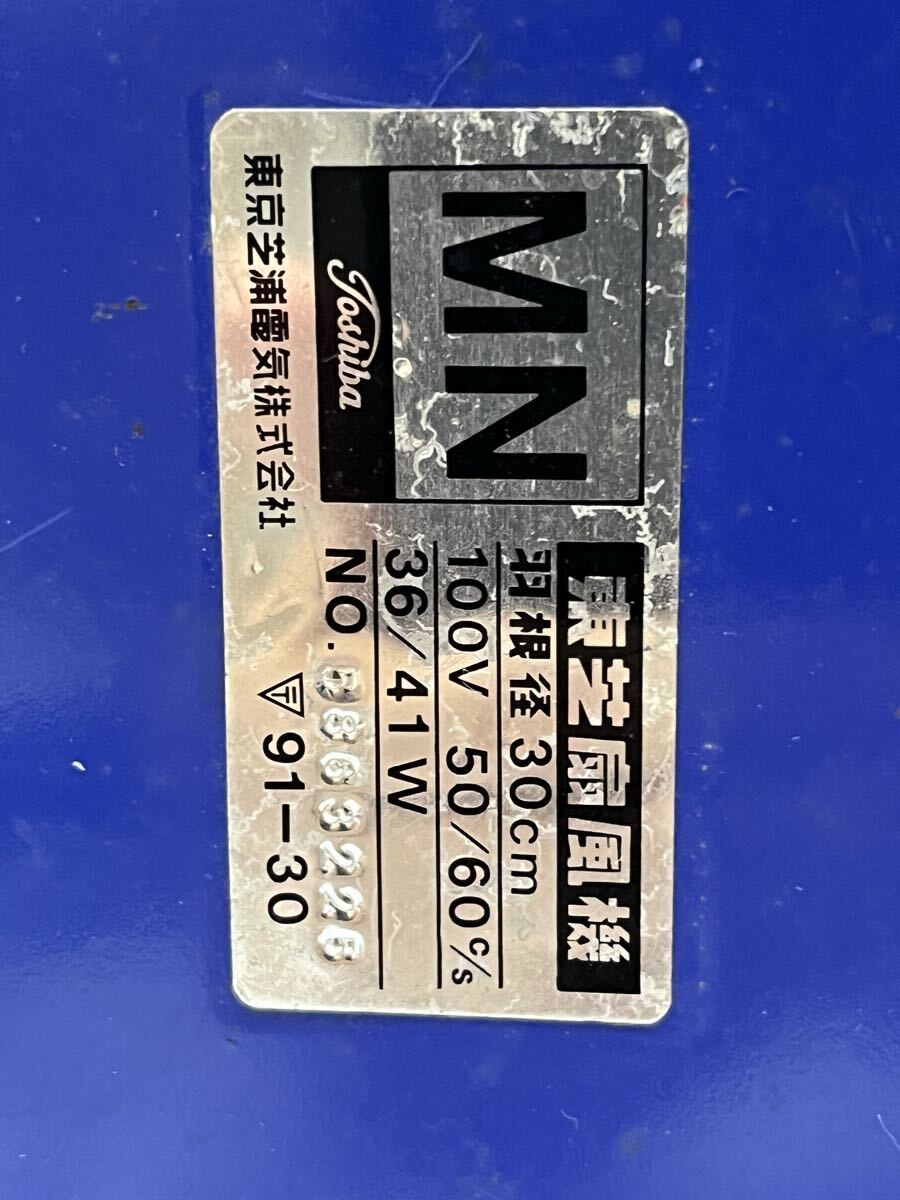 MN
Toshiba
東京芝浦電気株式会社
東芝扇風機
羽根径 30cm
100V 50/60c/s
36/41W
NO. 5863225
〒 91-30